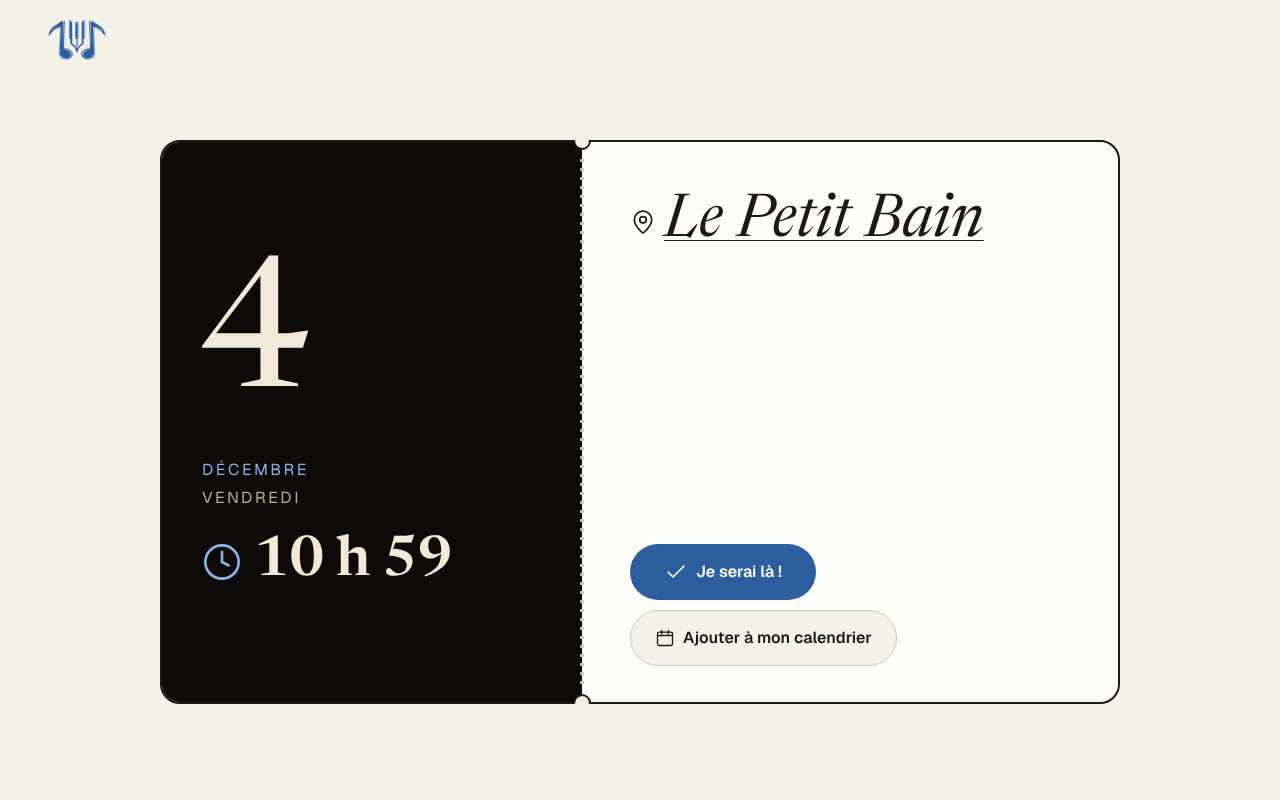 4
DÉCEMBRE
VENDREDI
10 h 59
Le Petit Bain
Je serai là !
Ajouter à mon calendrier